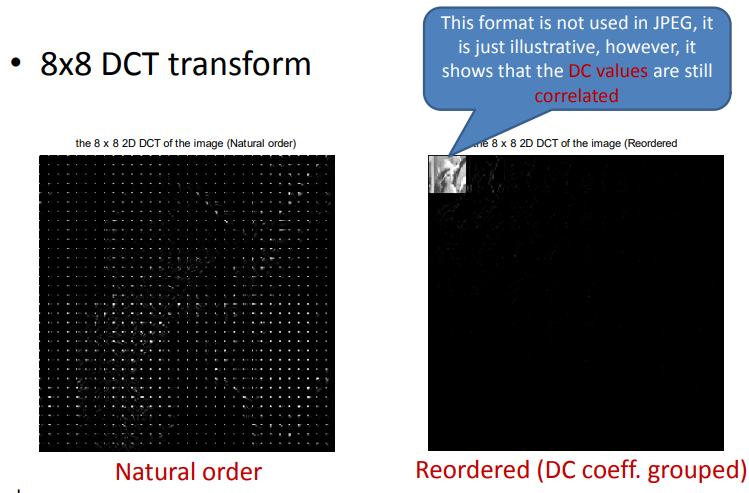 This format is not used in JPEG, it
is just illustrative, however, it
shows that the DC values are still
correlated
• 8x8 DCT transform
the 8 x 8 2D DCT of the image (Natural order)
the 8 x 8 2D DCT of the image (Reordered
Natural order
Reordered (DC coeff. grouped)